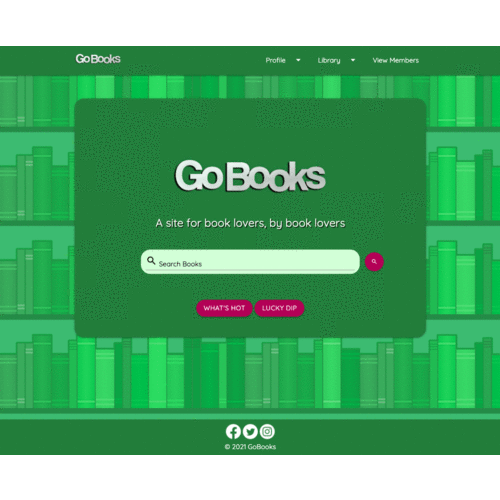 GoBooks
Profile Library View Members
GoBooks
A site for book lovers, by book lovers
Search Books
WHAT'S HOT LUCKY DIP
© 2021 GoBooks